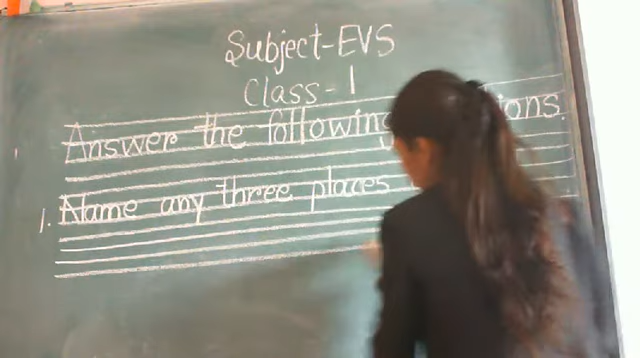 Subject-EVS
Class-1
Answer the following
1. Name any three places